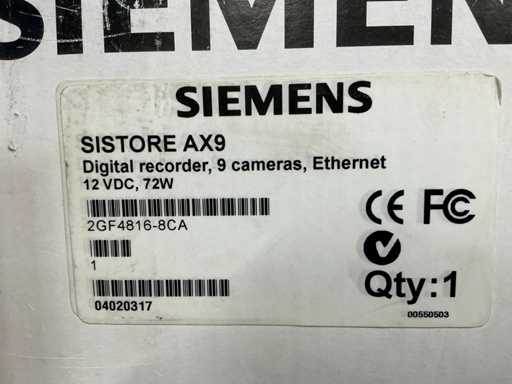 SIEMENS
SIEMENS
SISTORE AX9
Digital recorder, 9 cameras, Ethernet
12 VDC, 72W
2GF4816-8CA
CE FC
1
Qty:1
04020317
00550503